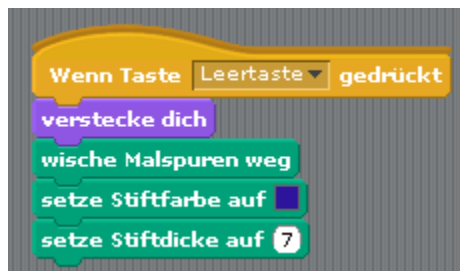 Wenn Taste Leertaste gedrückt
verstecke dich
wische Malspuren weg
setze Stiftfarbe auf
setze Stiftdicke auf 7